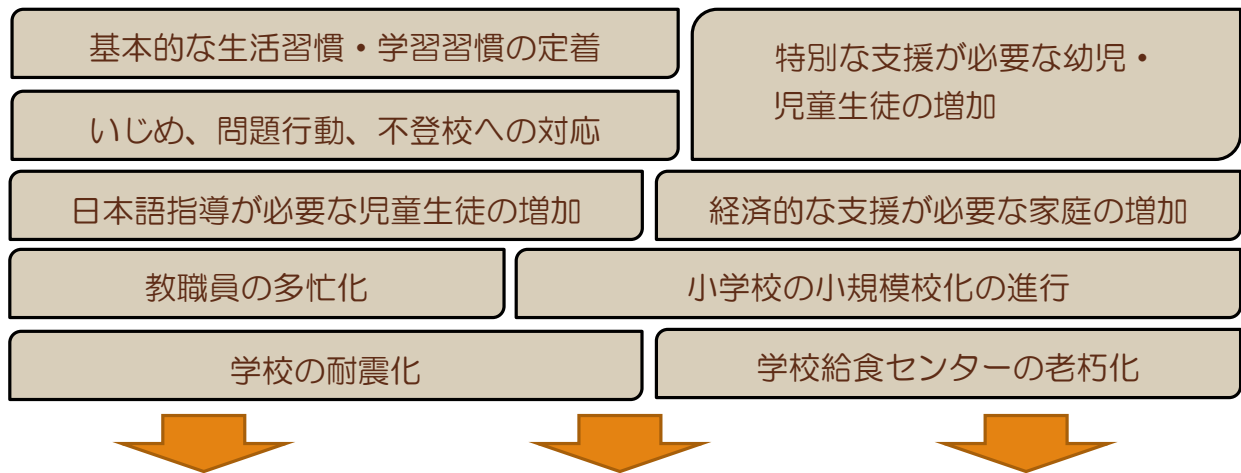 基本的な生活習慣・学習習慣の定着
特別な支援が必要な幼児・
児童生徒の増加
いじめ、問題行動、不登校への対応
日本語指導が必要な児童生徒の増加
経済的な支援が必要な家庭の増加
教職員の多忙化
小学校の小規模校化の進行
学校の耐震化
学校給食センターの老朽化